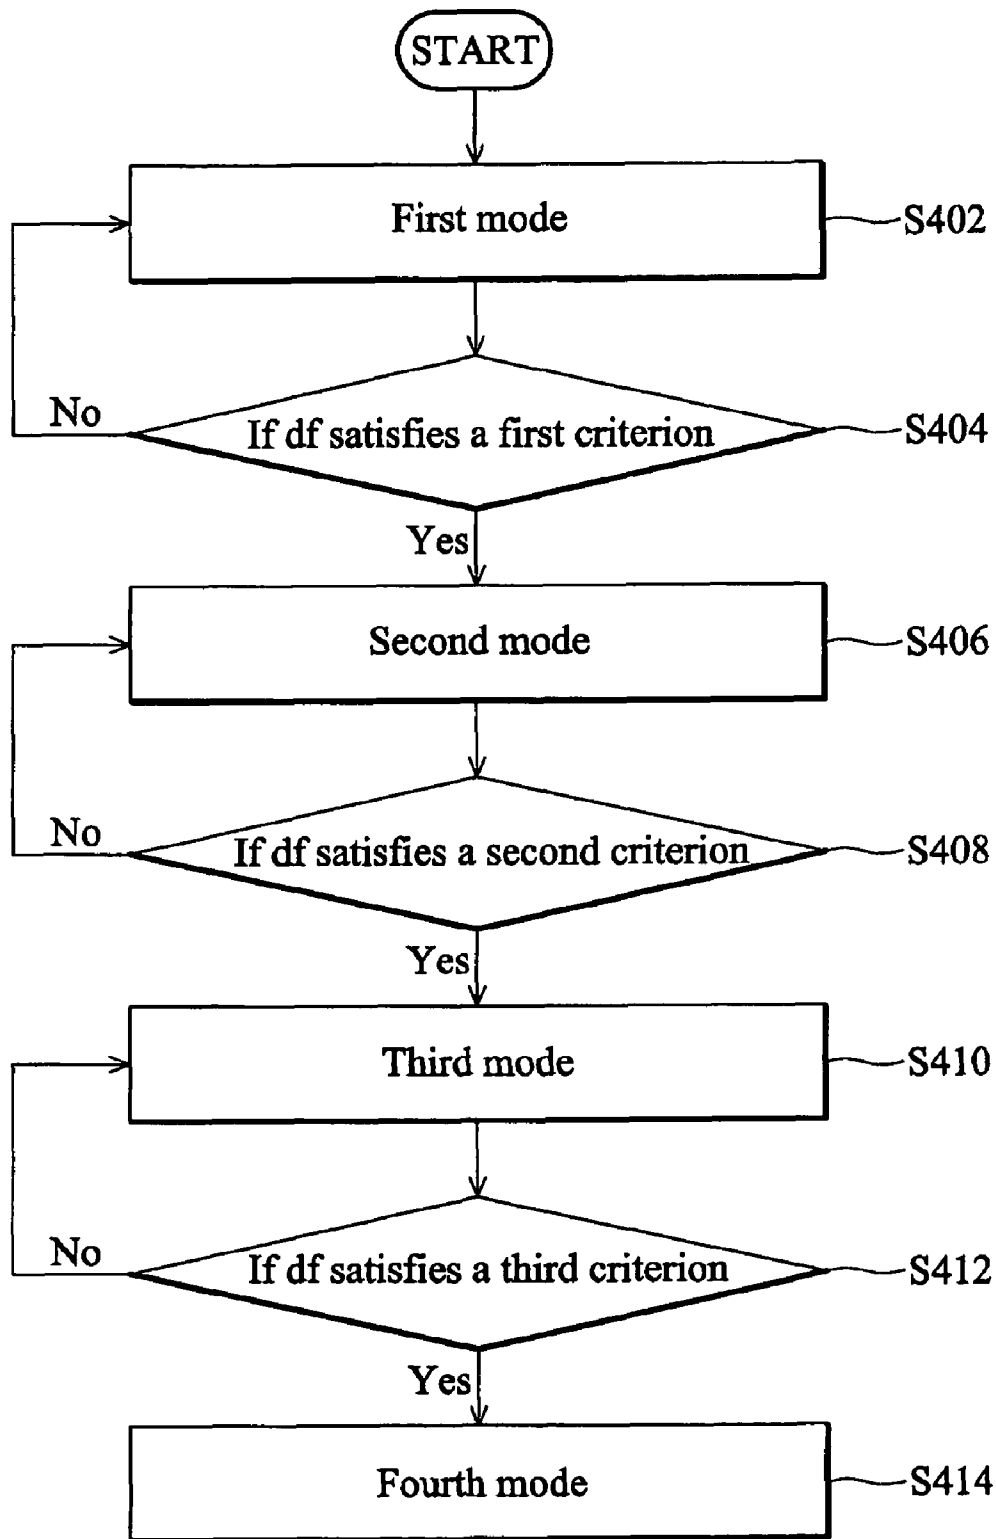 START
First mode
S402
If df satisfies a first criterion
S404
No
Yes
Second mode
S406
If df satisfies a second criterion
S408
No
Yes
Third mode
S410
If df satisfies a third criterion
S412
No
Yes
Fourth mode
S414